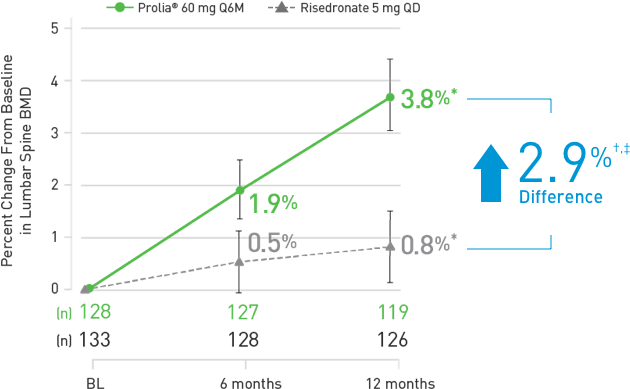 Prolia® 60 mg Q6M Risedronate 5 mg QD
Percent Change From Baseline
in Lumbar Spine BMD
5
4
3
2
1
0
3.8%*
1.9%
0.5%
0.8%*
2.9%†,‡
Difference
(n) 128 127 119
(n) 133 128 126
BL 6 months 12 months